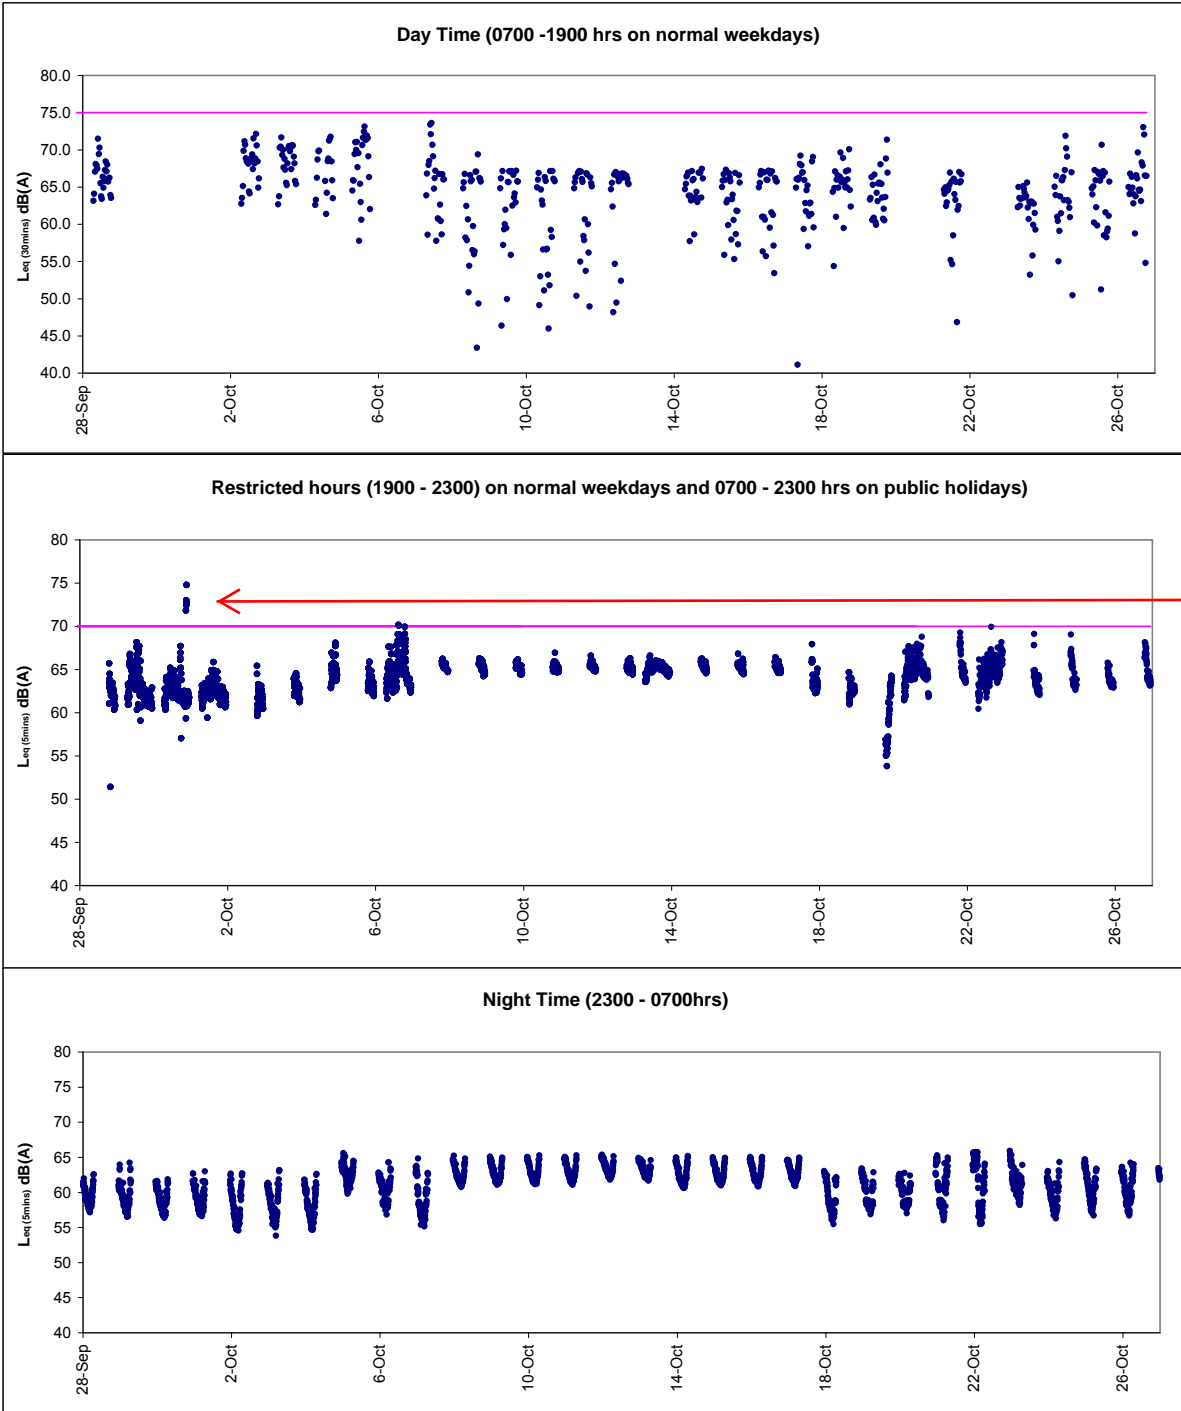 Day Time (0700 -1900 hrs on normal weekdays)
Leq (30mins) dB(A)
80.0
75.0
70.0
65.0
60.0
55.0
50.0
45.0
40.0
28-Sep
2-Oct
6-Oct
10-Oct
14-Oct
18-Oct
22-Oct
26-Oct
Restricted hours (1900 - 2300) on normal weekdays and 0700 - 2300 hrs on public holidays)
Leq (5mins) dB(A)
80
75
70
65
60
55
50
45
40
28-Sep
2-Oct
6-Oct
10-Oct
14-Oct
18-Oct
22-Oct
26-Oct
Night Time (2300 - 0700hrs)
Leq (5mins) dB(A)
80
75
70
65
60
55
50
45
40
28-Sep
2-Oct
6-Oct
10-Oct
14-Oct
18-Oct
22-Oct
26-Oct